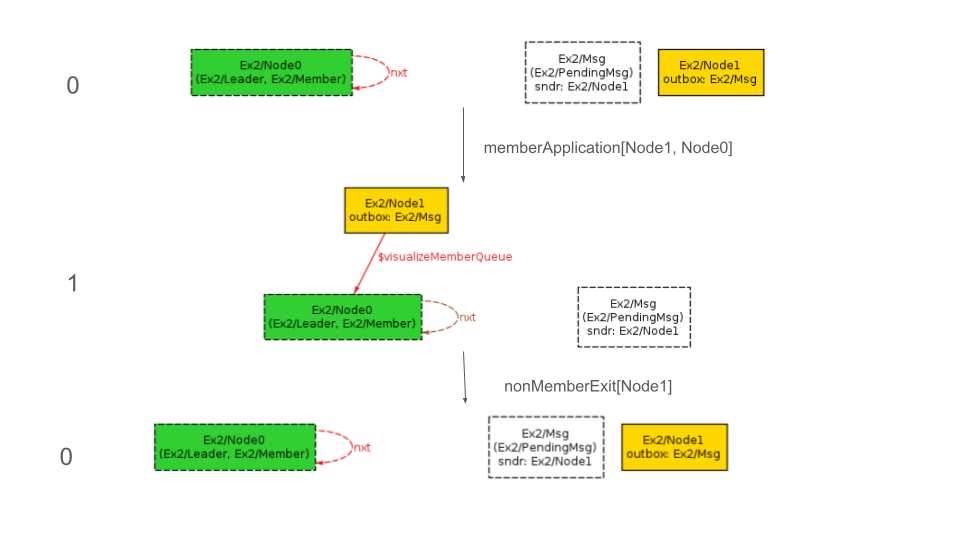 0
Ex2/Node0
(Ex2/Leader, Ex2/Member)
nxt
Ex2/Msg
(Ex2/PendingMsg)
sndr: Ex2/Node1
Ex2/Node1
outbox: Ex2/Msg
memberApplication[Node1, Node0]
Ex2/Node1
outbox: Ex2/Msg
$visualizeMemberQueue
1
Ex2/Node0
(Ex2/Leader, Ex2/Member)
nxt
Ex2/Msg
(Ex2/PendingMsg)
sndr: Ex2/Node1
nonMemberExit[Node1]
0
Ex2/Node0
(Ex2/Leader, Ex2/Member)
nxt
Ex2/Msg
(Ex2/PendingMsg)
sndr: Ex2/Node1
Ex2/Node1
outbox: Ex2/Msg